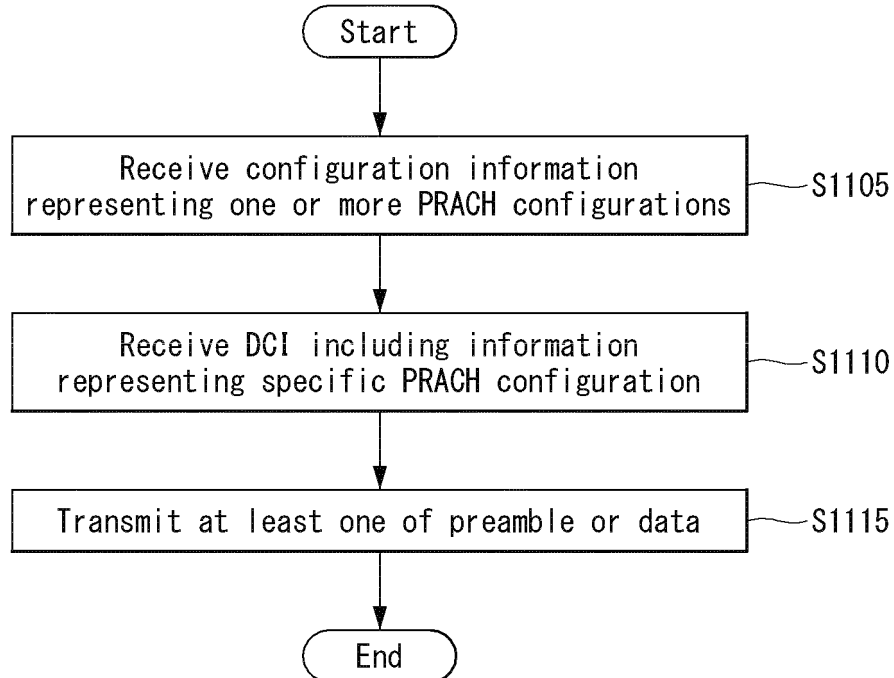 Start
Receive configuration information
representing one or more PRACH configurations
S1105
Receive DCI including information
representing specific PRACH configuration
S1110
Transmit at least one of preamble or data
S1115
End